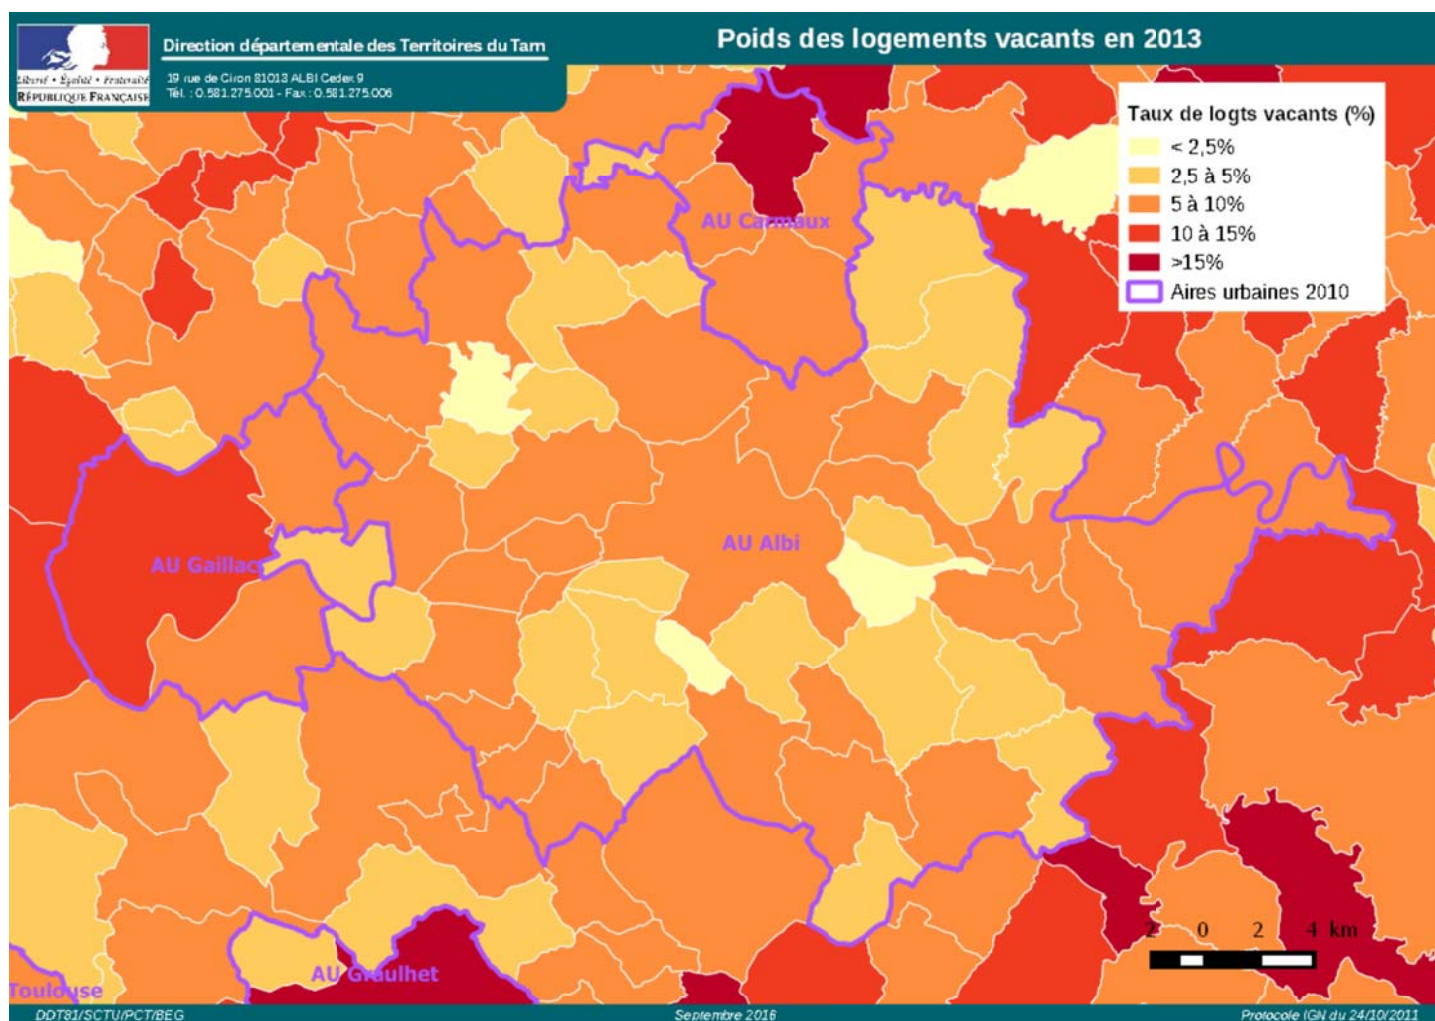 Liberté • Égalité • Fraternité
RÉPUBLIQUE FRANÇAISE
Direction départementale des Territoires du Tarn
19 rue de Ciron 81013 ALBI Cedex 9
Tél. : 0.581.275.001 - Fax : 0.581.275.006
Poids des logements vacants en 2013
Taux de logts vacants (%)
< 2,5%
2,5 à 5%
5 à 10%
10 à 15%
>15%
Aires urbaines 2010
AU Carmaux
AU Albi
AU Gaillac
AU Graulhet
Toulouse
2 0 2 4 km
DDT81/SCTU/PCT/BEG
Septembre 2016
Protocole IGN du 24/10/2011